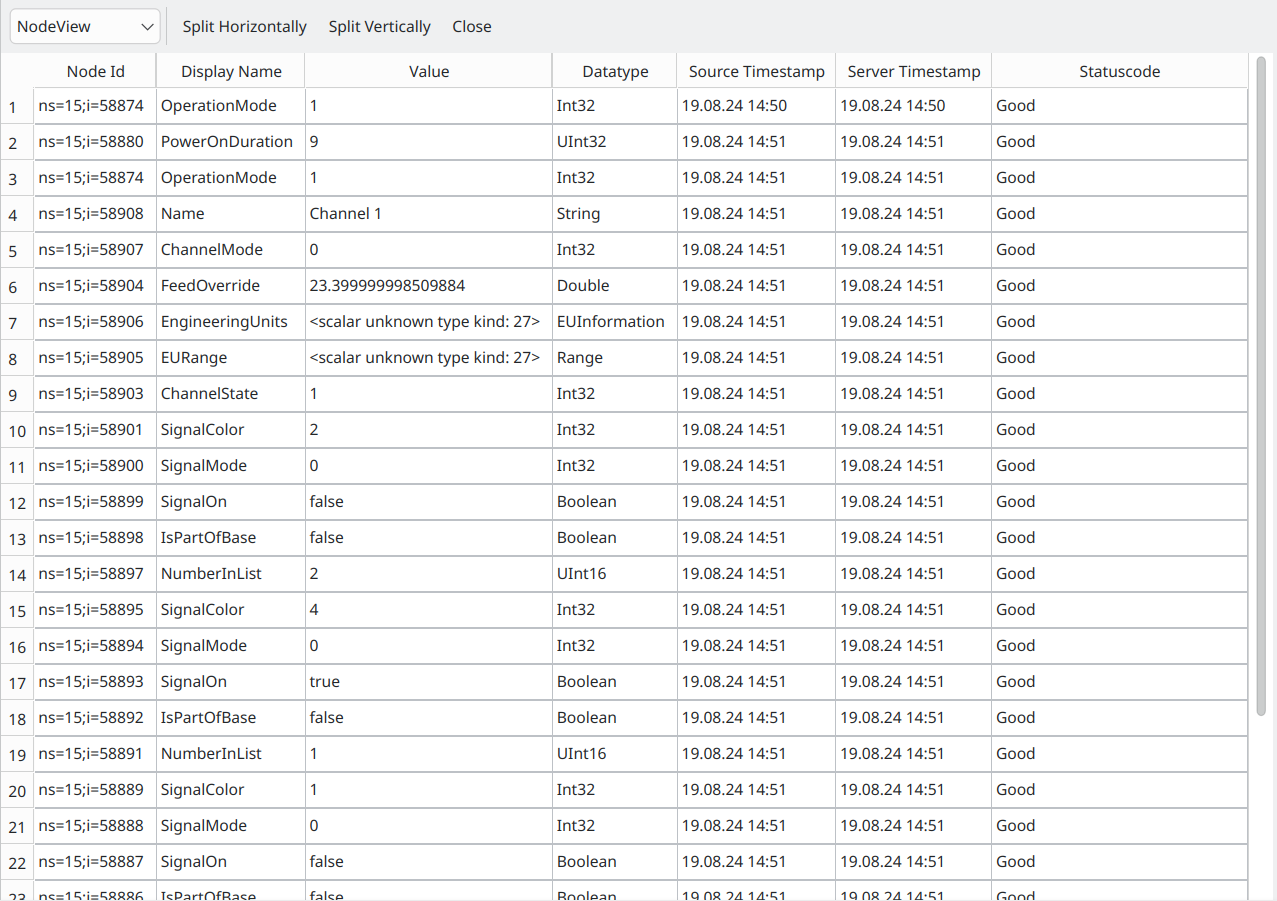 NodeView Split Horizontally Split Vertically Close
Node Id Display Name Value Datatype Source Timestamp Server Timestamp Statuscode
1 ns=15;i=58874 OperationMode 1 Int32 19.08.24 14:50 19.08.24 14:50 Good
2 ns=15;i=58880 PowerOnDuration 9 UInt32 19.08.24 14:51 19.08.24 14:51 Good
3 ns=15;i=58874 OperationMode 1 Int32 19.08.24 14:51 19.08.24 14:51 Good
4 ns=15;i=58908 Name Channel 1 String 19.08.24 14:51 19.08.24 14:51 Good
5 ns=15;i=58907 ChannelMode 0 Int32 19.08.24 14:51 19.08.24 14:51 Good
6 ns=15;i=58904 FeedOverride 23.399999998509884 Double 19.08.24 14:51 19.08.24 14:51 Good
7 ns=15;i=58906 EngineeringUnits <scalar unknown type kind: 27> EUInformation 19.08.24 14:51 19.08.24 14:51 Good
8 ns=15;i=58905 EURange <scalar unknown type kind: 27> Range 19.08.24 14:51 19.08.24 14:51 Good
9 ns=15;i=58903 ChannelState 1 Int32 19.08.24 14:51 19.08.24 14:51 Good
10 ns=15;i=58901 SignalColor 2 Int32 19.08.24 14:51 19.08.24 14:51 Good
11 ns=15;i=58900 SignalMode 0 Int32 19.08.24 14:51 19.08.24 14:51 Good
12 ns=15;i=58899 SignalOn false Boolean 19.08.24 14:51 19.08.24 14:51 Good
13 ns=15;i=58898 IsPartOfBase false Boolean 19.08.24 14:51 19.08.24 14:51 Good
14 ns=15;i=58897 NumberInList 2 UInt16 19.08.24 14:51 19.08.24 14:51 Good
15 ns=15;i=58895 SignalColor 4 Int32 19.08.24 14:51 19.08.24 14:51 Good
16 ns=15;i=58894 SignalMode 0 Int32 19.08.24 14:51 19.08.24 14:51 Good
17 ns=15;i=58893 SignalOn true Boolean 19.08.24 14:51 19.08.24 14:51 Good
18 ns=15;i=58892 IsPartOfBase false Boolean 19.08.24 14:51 19.08.24 14:51 Good
19 ns=15;i=58891 NumberInList 1 UInt16 19.08.24 14:51 19.08.24 14:51 Good
20 ns=15;i=58889 SignalColor 1 Int32 19.08.24 14:51 19.08.24 14:51 Good
21 ns=15;i=58888 SignalMode 0 Int32 19.08.24 14:51 19.08.24 14:51 Good
22 ns=15;i=58887 SignalOn false Boolean 19.08.24 14:51 19.08.24 14:51 Good
23 ns=15;i=58886 IsPartOfBase false Boolean 19.08.24 14:51 19.08.24 14:51 Good